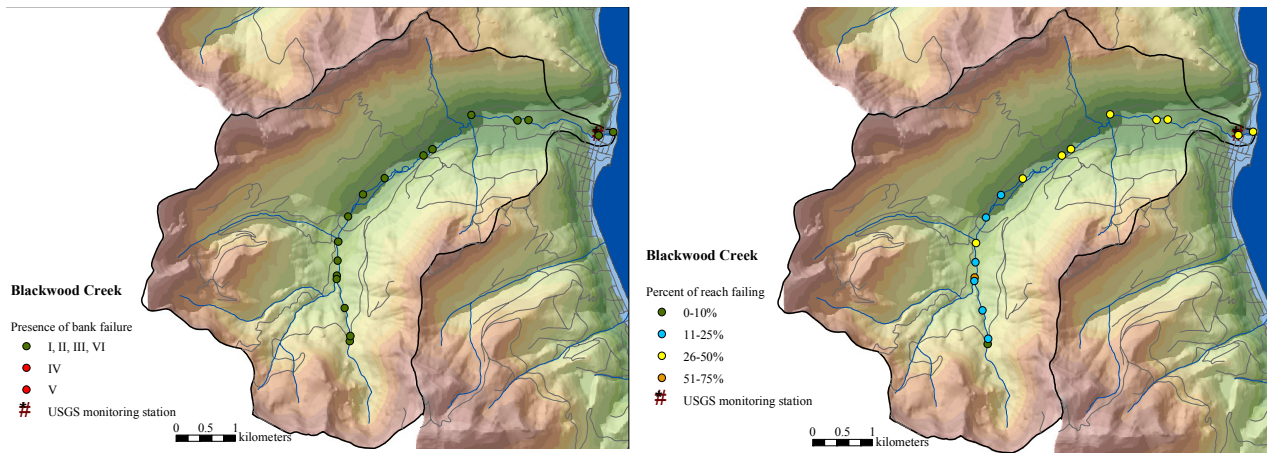 Blackwood Creek
Presence of bank failure
I, II, III, VI
IV
V
# USGS monitoring station
0 0.5 1
kilometers
Blackwood Creek
Percent of reach failing
0-10%
11-25%
26-50%
51-75%
# USGS monitoring station
0 0.5 1
kilometers